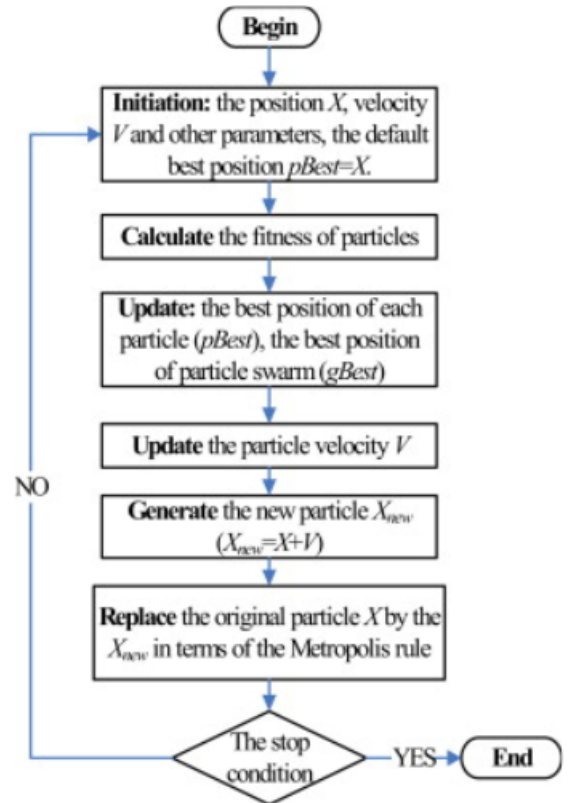 Begin
Initiation: the position X, velocity
V and other parameters, the default
best position pBest=X.
Calculate the fitness of particles
Update: the best position of each
particle (pBest), the best position
of particle swarm (gBest)
Update the particle velocity V
NO
Generate the new particle Xnew
(Xnew=X+V)
Replace the original particle X by the
Xnew in terms of the Metropolis rule
The stop
condition
YES
End